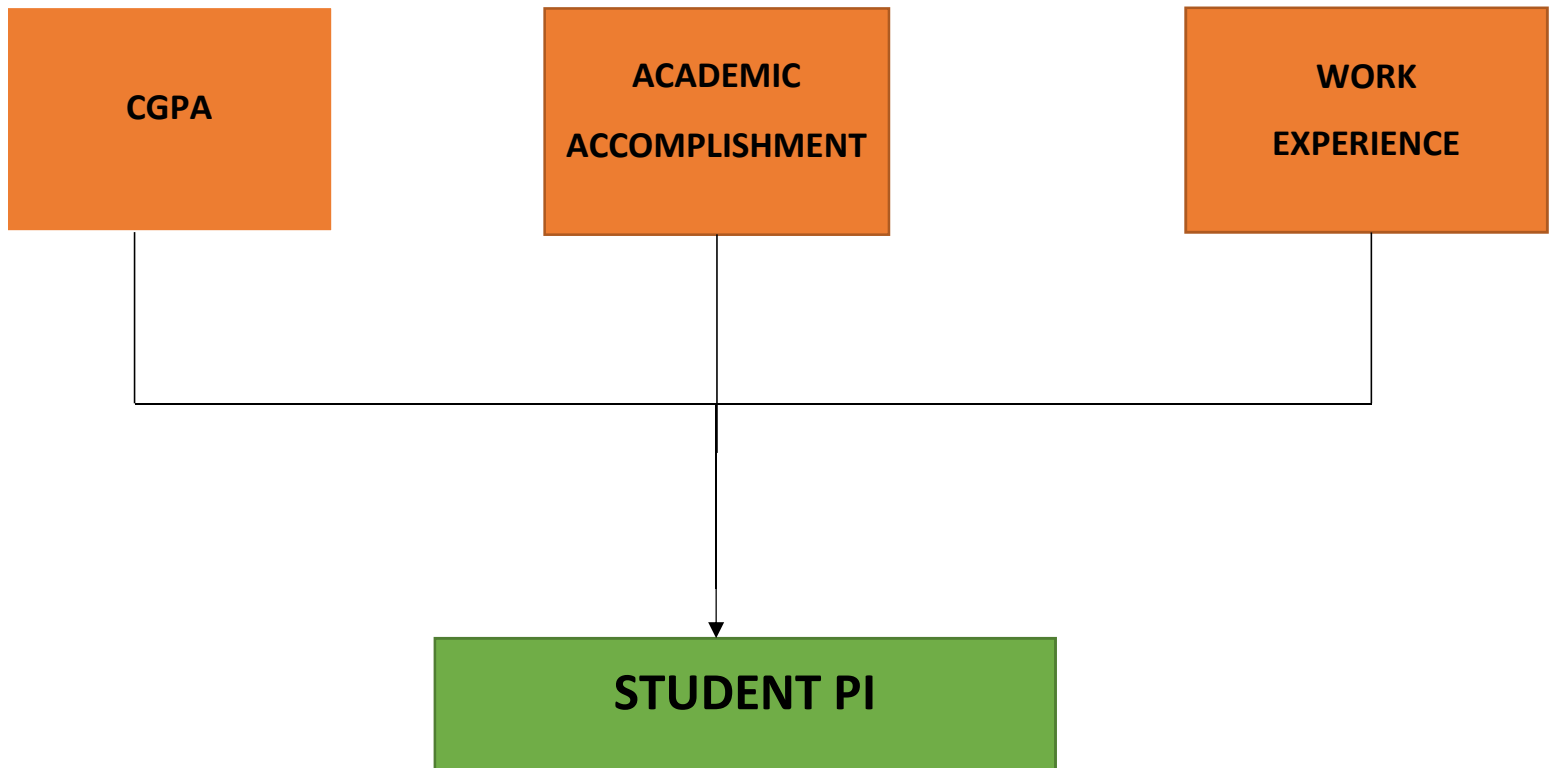 CGPA
ACADEMIC
ACCOMPLISHMENT
WORK
EXPERIENCE
STUDENT PI